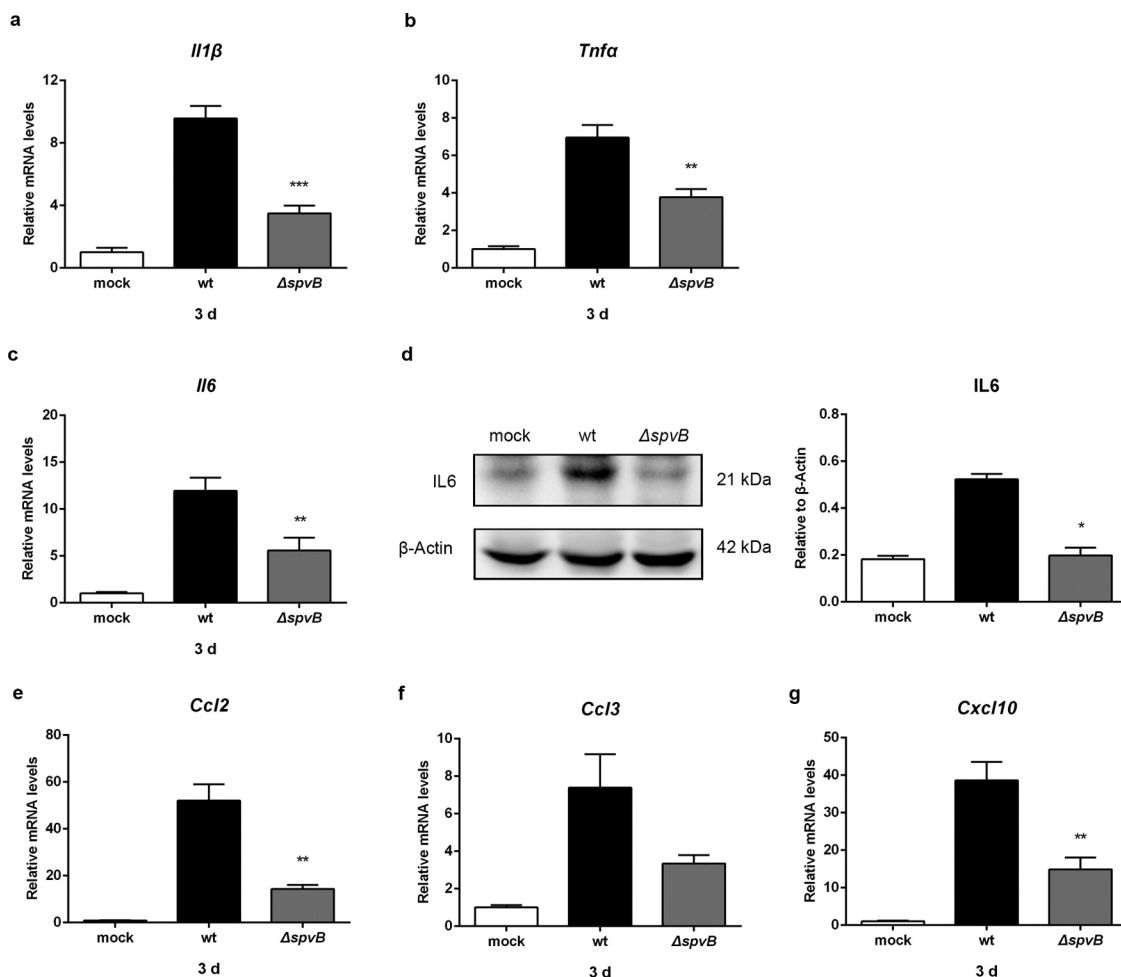 a
Il1β
Relative mRNA levels
12
8
4
0
***
mock wt ΔspvB
3 d
b
Tnfα
Relative mRNA levels
10
8
6
4
2
0
**
mock wt ΔspvB
3 d
c
Il6
Relative mRNA levels
20
15
10
5
0
**
mock wt ΔspvB
3 d
d
mock wt ΔspvB
IL6 21 kDa
β-Actin 42 kDa
IL6
Relative to β-Actin
0.8
0.6
0.4
0.2
0.0
*
mock wt ΔspvB
e
Ccl2
Relative mRNA levels
80
60
40
20
0
**
mock wt ΔspvB
3 d
f
Ccl3
Relative mRNA levels
10
8
6
4
2
0
mock wt ΔspvB
3 d
g
Cxcl10
Relative mRNA levels
50
40
30
20
10
0
**
mock wt ΔspvB
3 d